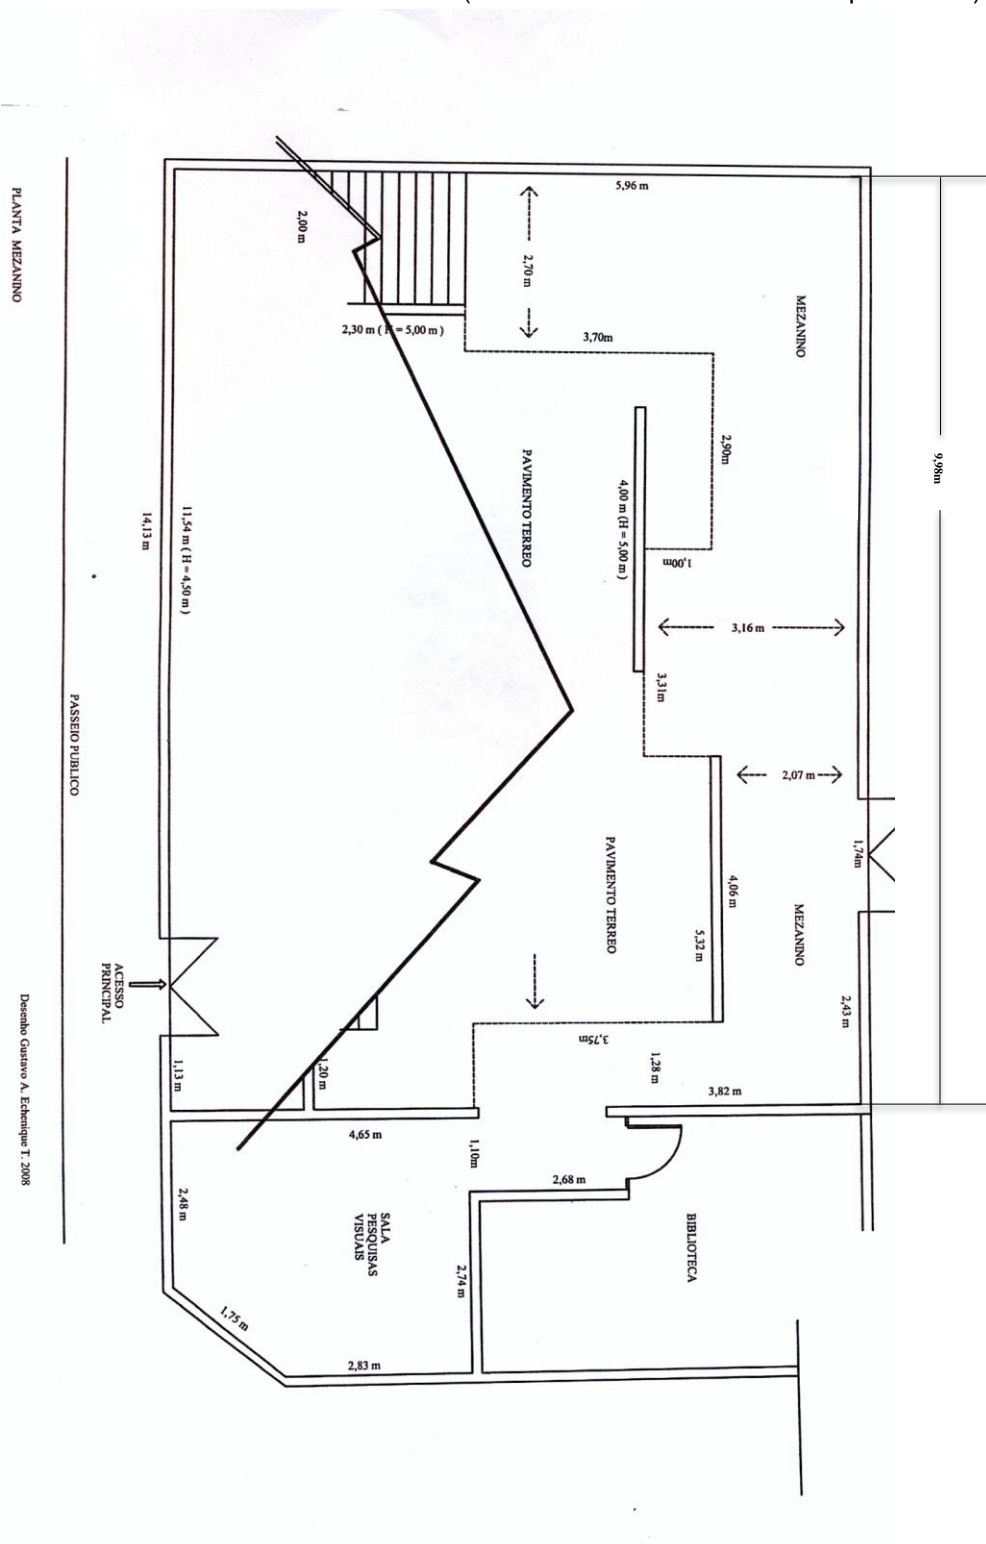 5,96 m
2,00 m
2,70 m
MEZANINO
2,30 m ( H = 5,00 m )
3,70m
2,90m
9,98m
PAVIMENTO TERREO
4,00 m (H = 5,00 m )
1,00m
11,54 m ( H = 4,50 m )
14,13 m
3,16 m
3,31m
2,07 m
PASSEIO PUBLICO
1,74m
4,06 m
PAVIMENTO TERREO
5,32 m
MEZANINO
2,43 m
ACESSO
PRINCIPAL
3,75m
1,28 m
1,13 m
1,20 m
3,82 m
4,65 m
1,10m
2,68 m
2,48 m
SALA
PESQUISAS
VISUAIS
BIBLIOTECA
2,74 m
1,75 m
2,83 m
PLANTA MEZANINO
Desenho Gustavo A. Echenique T. 2008